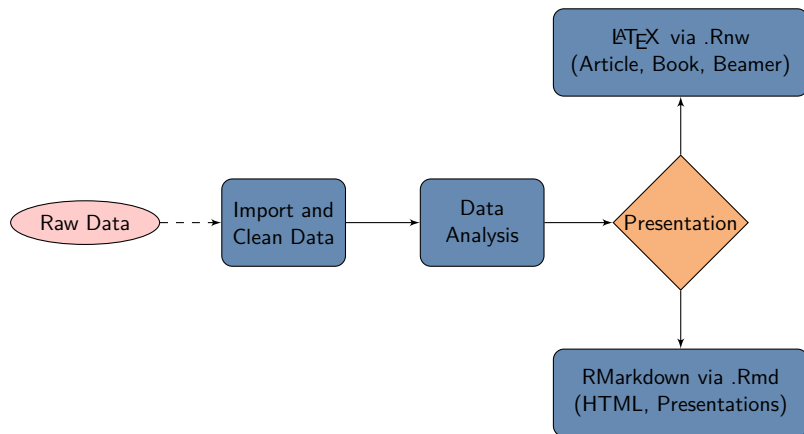 LATEX via .Rnw
(Article, Book, Beamer)
Raw Data
Import and
Clean Data
Data
Analysis
Presentation
RMarkdown via .Rmd
(HTML, Presentations)